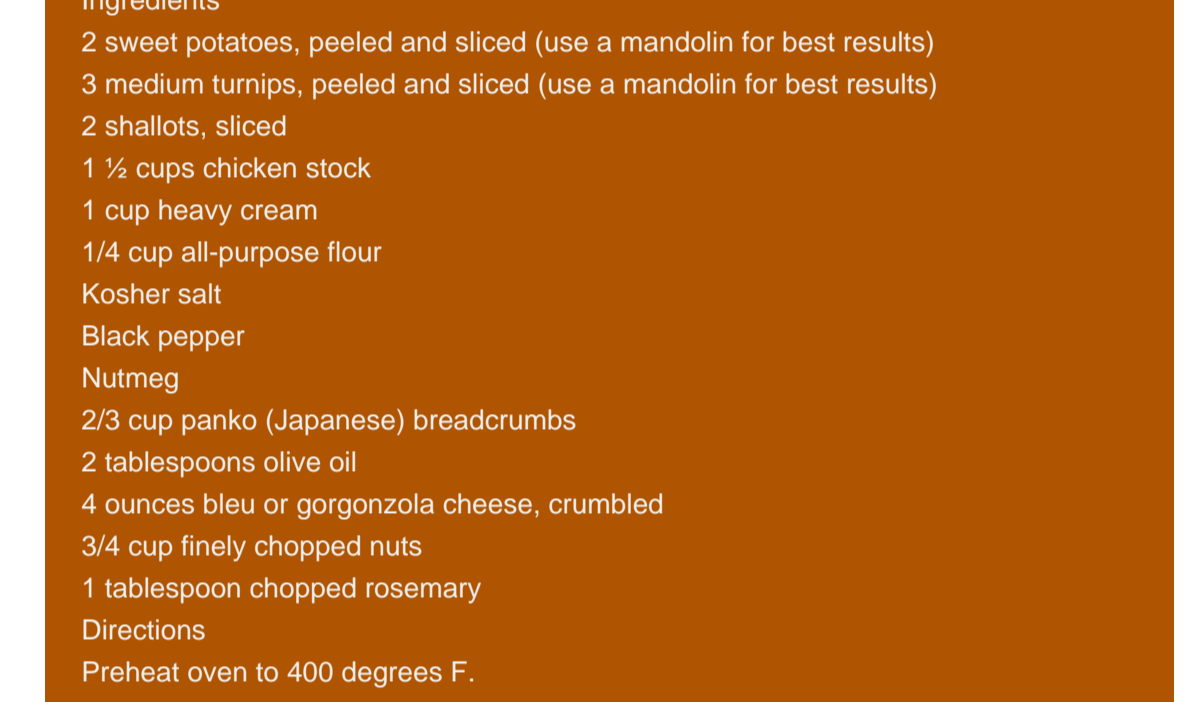 Ingredients
2 sweet potatoes, peeled and sliced (use a mandolin for best results)
3 medium turnips, peeled and sliced (use a mandolin for best results)
2 shallots, sliced
1 ½ cups chicken stock
1 cup heavy cream
1/4 cup all-purpose flour
Kosher salt
Black pepper
Nutmeg
2/3 cup panko (Japanese) breadcrumbs
2 tablespoons olive oil
4 ounces bleu or gorgonzola cheese, crumbled
3/4 cup finely chopped nuts
1 tablespoon chopped rosemary
Directions
Preheat oven to 400 degrees F.